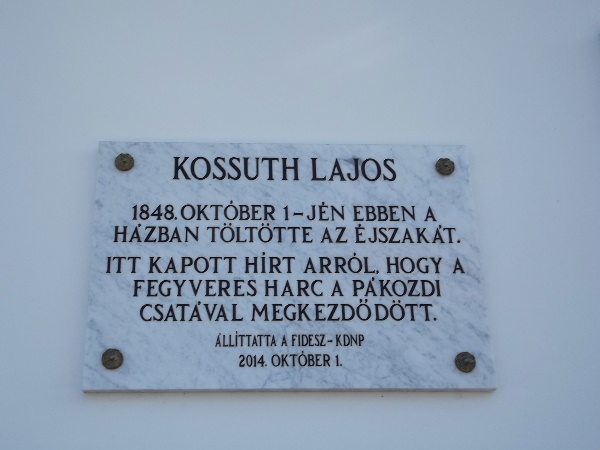 KOSSUTH LAJOS
1848. OKTÓBER 1-JÉN EBBEN A
HÁZBAN TÖLTÖTTE AZ ÉJSZAKÁT.
ITT KAPOTT HÍRT ARRÓL, HOGY A
FEGYVERES HARC A PÁKOZDI
CSATÁVAL MEGKEZDŐDÖTT.
ÁLLÍTTATTA A FIDESZ-KDNP
2014. OKTÓBER 1.